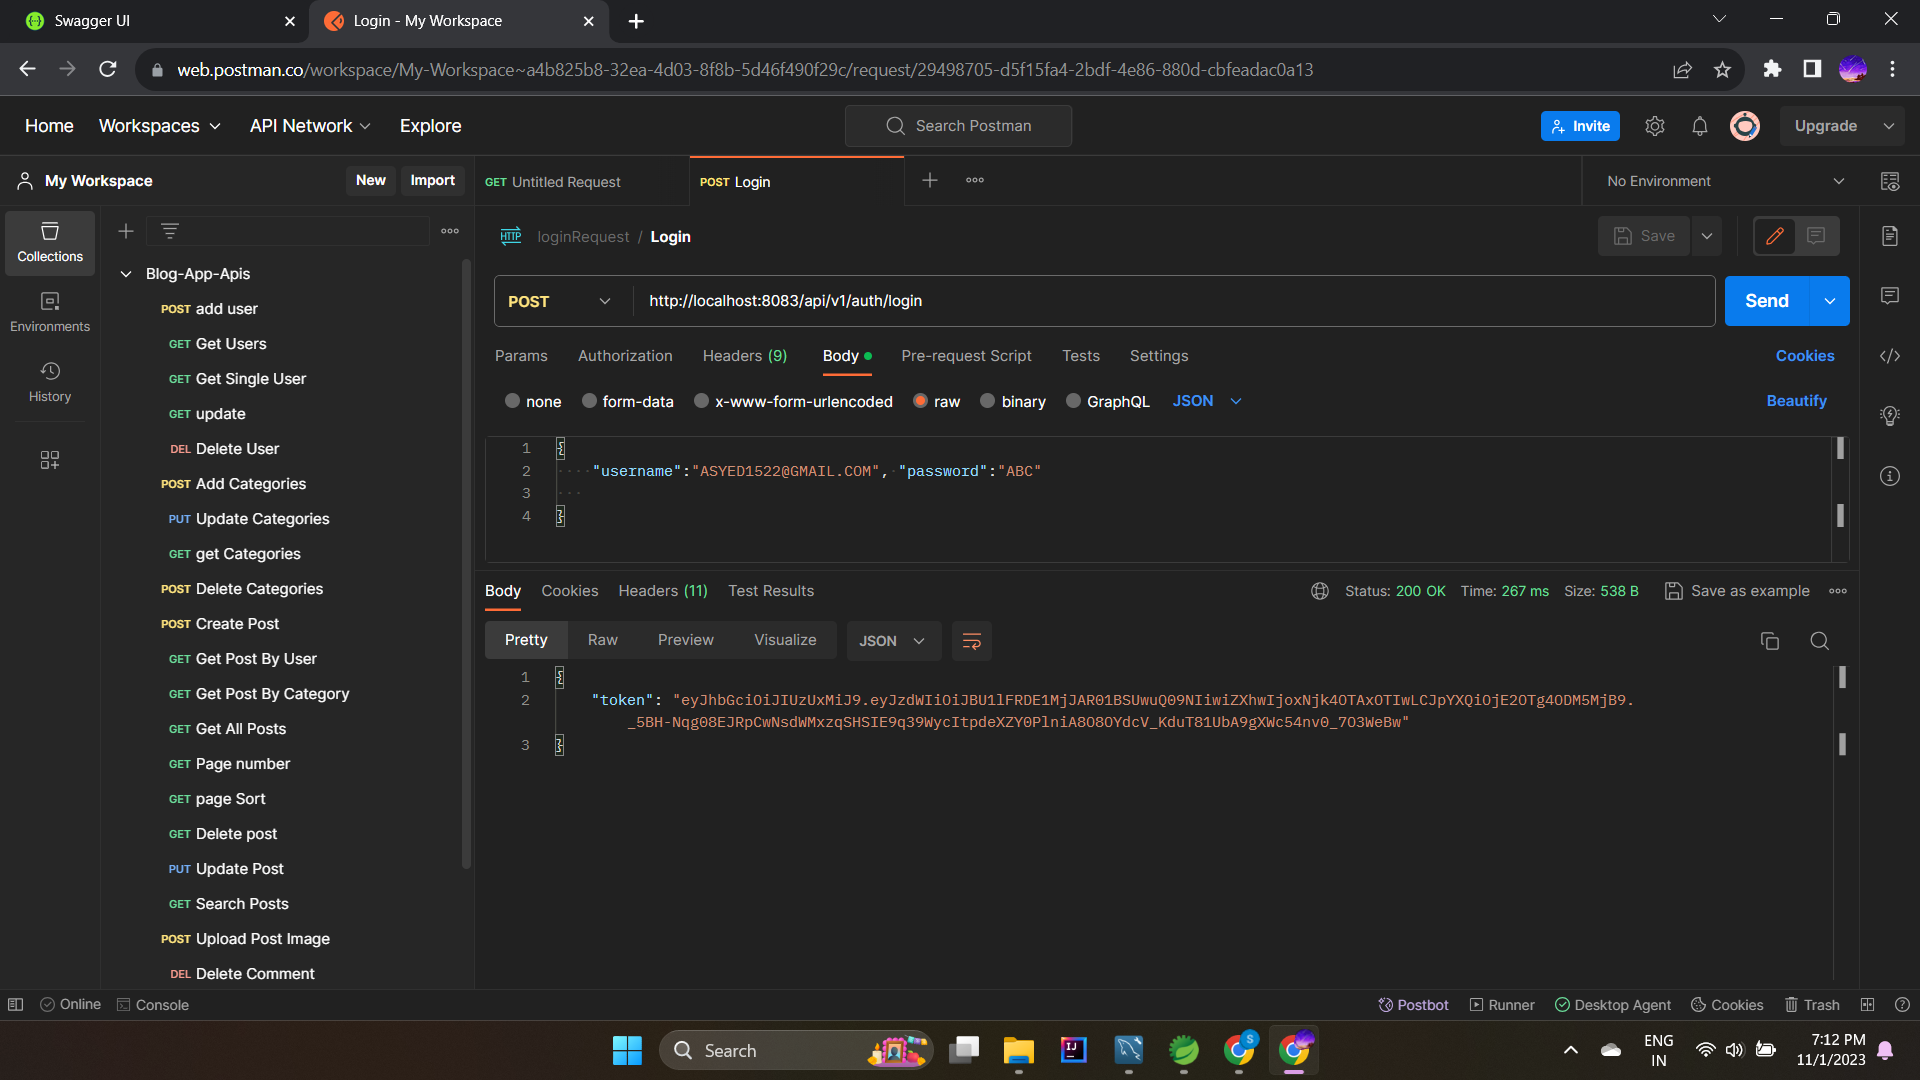 Swagger UI
Login - My Workspace
web.postman.co/workspace/My-Workspace~a4b825b8-32ea-4d03-8f8b-5d46f490f29c/request/29498705-d5f15fa4-2bdf-4e86-880d-cbfeadac0a13
Home Workspaces API Network Explore
Search Postman
Invite
Upgrade
My Workspace
New Import
GET Untitled Request
POST Login
No Environment
Collections
Environments
History
Blog-App-Apis
POST add user
GET Get Users
GET Get Single User
GET update
DEL Delete User
POST Add Categories
PUT Update Categories
GET get Categories
POST Delete Categories
POST Create Post
GET Get Post By User
GET Get Post By Category
GET Get All Posts
GET Page number
GET page Sort
GET Delete post
PUT Update Post
GET Search Posts
POST Upload Post Image
DEL Delete Comment
HTTP loginRequest / Login
Save
POST http://localhost:8083/api/v1/auth/login
Send
Params Authorization Headers (9) Body Pre-request Script Tests Settings
Cookies
none form-data x-www-form-urlencoded raw binary GraphQL JSON
Beautify
1 {
2 "username":"ASYED1522@GMAIL.COM", "password":"ABC"
3
4 }
Body Cookies Headers (11) Test Results
Status: 200 OK Time: 267 ms Size: 538 B Save as example
Pretty Raw Preview Visualize JSON
1 {
2 "token": "eyJhbGciOiJIUzUxMiJ9.eyJzdWIiOiJBU1lFRDE1MjJAR01BSUwuQ09NIiwiZXhwIjoxNjk4OTAxOTIwLCJpYXQiOjE2OTg4ODM5MjB9.
_5BH-Nqg08EJRpCwNsdWMxzqSHSIE9q39WycItpdeXZY0PlniA8O8OYdcV_KduT81UbA9gXWc54nv0_7O3WeBw"
3 }
Online Console
Postbot Runner Desktop Agent Cookies Trash
Search
IJ
S
ENG
IN
7:12 PM
11/1/2023